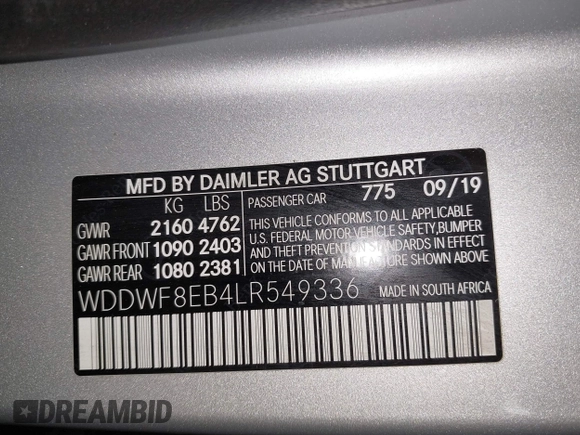 MFD BY DAIMLER AG STUTTGART
KG LBS PASSENGER CAR 775 09/19
GVWR 2160 4762
GAWR FRONT 1090 2403
GAWR REAR 1080 2381
THIS VEHICLE CONFORMS TO ALL APPLICABLE
U.S. FEDERAL MOTOR VEHICLE SAFETY, BUMPER
AND THEFT PREVENTION STANDARDS IN EFFECT
ON THE DATE OF MANUFACTURE SHOWN ABOVE
WDDWF8EB4LR549336 MADE IN SOUTH AFRICA
DREAMBID